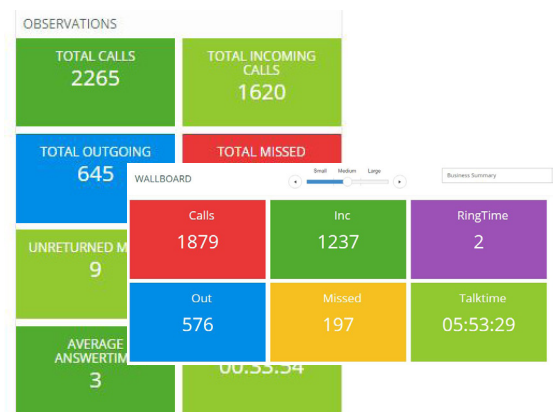 OBSERVATIONS
TOTAL CALLS
2265
TOTAL INCOMING
CALLS
1620
TOTAL OUTGOING
645
TOTAL MISSED
UNRETURNED
9
AVERAGE
3
WALLBOARD
Small Medium Large
Business Summary
Calls
1879
Inc
1237
RingTime
2
Out
576
Missed
197
Talktime
05:53:29